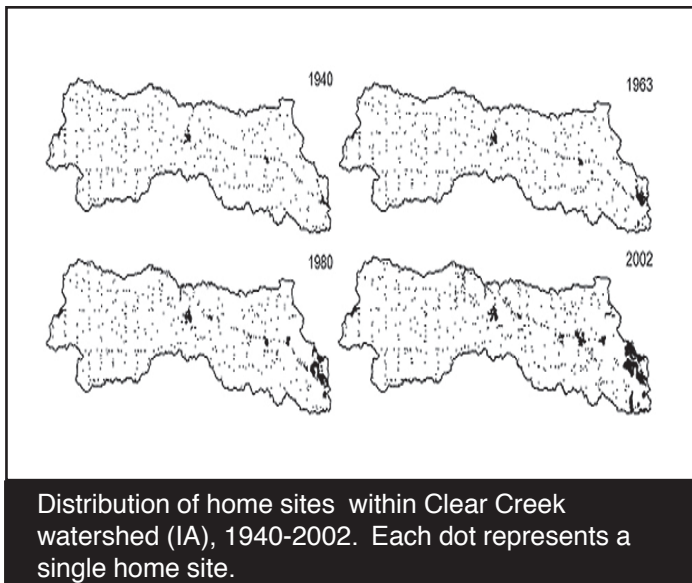 1940
1963
1980
2002
Distribution of home sites within Clear Creek
watershed (IA), 1940-2002. Each dot represents a
single home site.